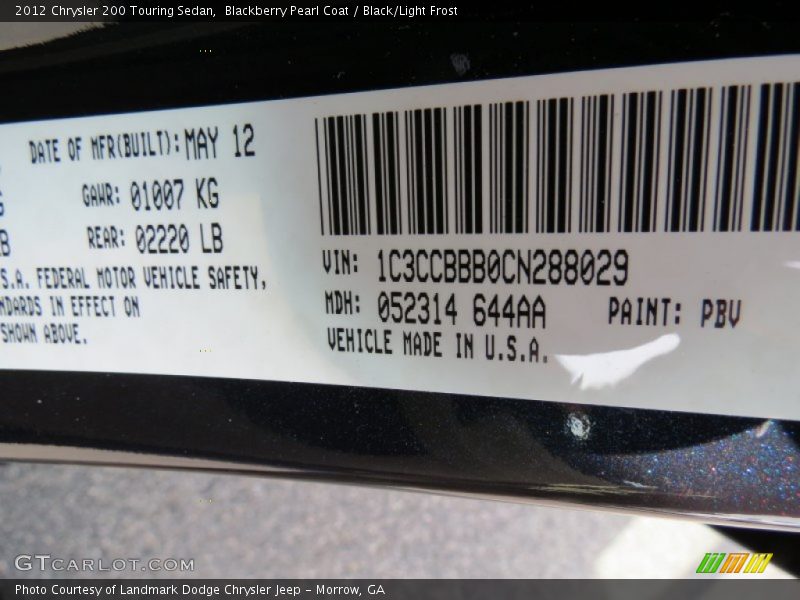 2012 Chrysler 200 Touring Sedan, Blackberry Pearl Coat / Black/Light Frost
DATE OF MFR(BUILT): MAY 12
GAWR: 01007 KG
REAR: 02220 LB
S.A. FEDERAL MOTOR VEHICLE SAFETY,
IN EFFECT ON
SHOWN ABOVE.
VIN: 1C3CCBBB0CN288029
MDH: 052314 644AA PAINT: PBV
VEHICLE MADE IN U.S.A.
GTCARLOT.COM
Photo Courtesy of Landmark Dodge Chrysler Jeep - Morrow, GA